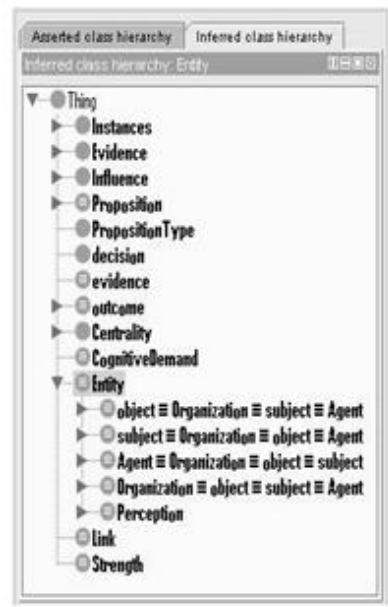 Asserted class hierarchy Inferred class hierarchy
Inferred class hierarchy: Entity
Thing
Instances
Evidence
Influence
Proposition
PropositionType
decision
evidence
outcome
Centrality
CognitiveDemand
Entity
object ≡ Organization ≡ subject ≡ Agent
subject ≡ Organization ≡ object ≡ Agent
Agent ≡ Organization ≡ object ≡ subject
Organization ≡ object ≡ subject ≡ Agent
Perception
Link
Strength